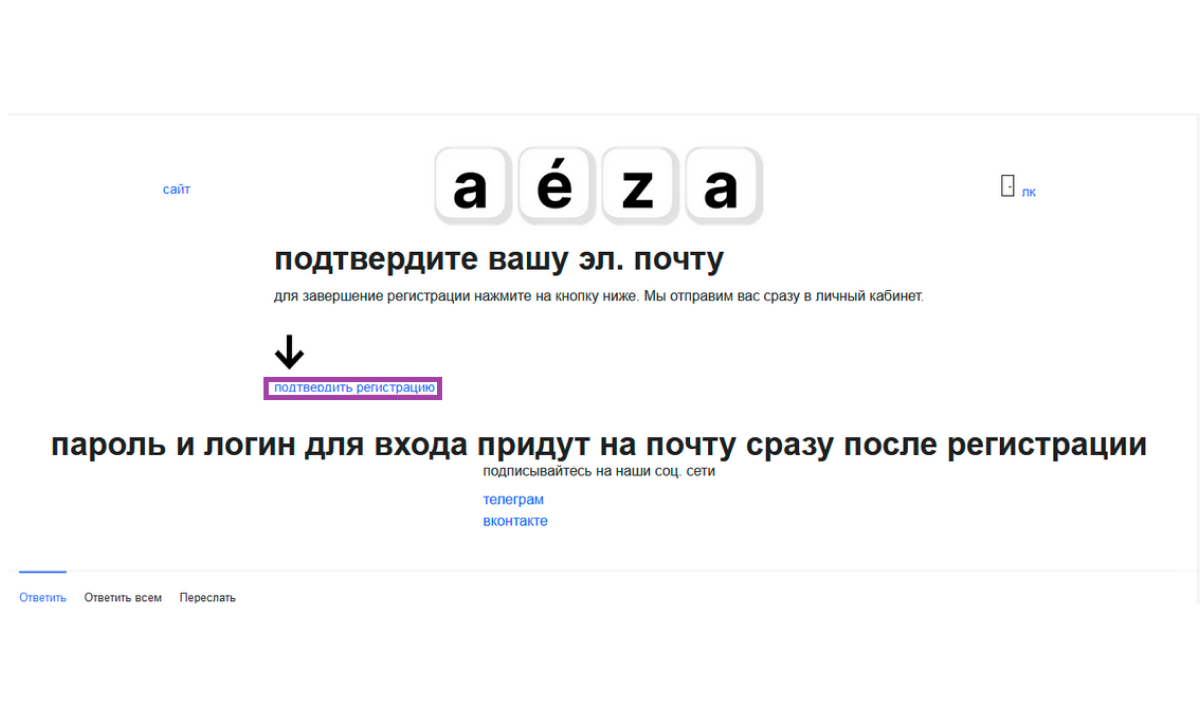 aéza
сайт
лк
подтвердите вашу эл. почту
для завершение регистрации нажмите на кнопку ниже. Мы отправим вас сразу в личный кабинет.
подтвердить регистрацию
пароль и логин для входа придут на почту сразу после регистрации
подписывайтесь на наши соц. сети
телеграм
вконтакте
Ответить Ответить всем Переслать